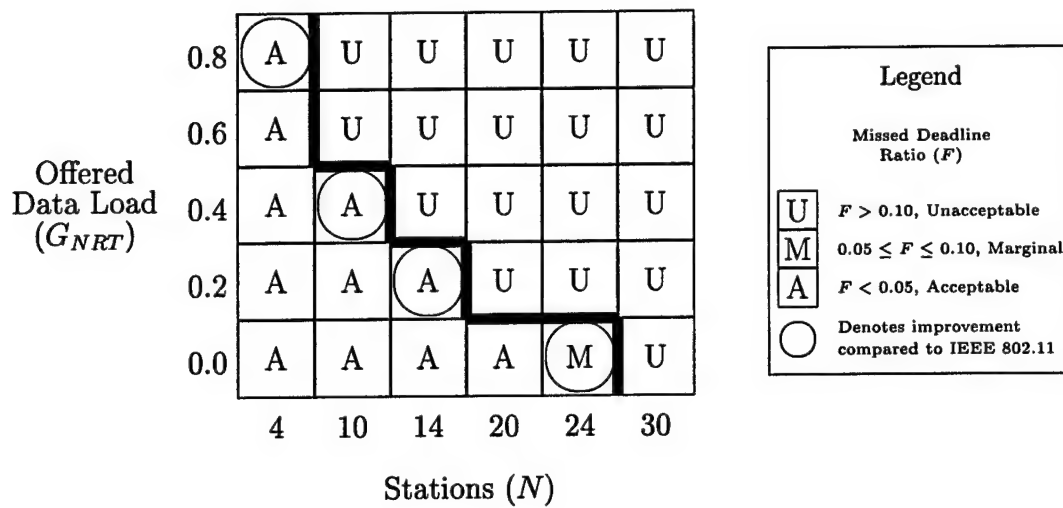 0.8 A U U U U U
0.6 A U U U U U
0.4 A A U U U U
0.2 A A A U U U
0.0 A A A A M U
4 10 14 20 24 30
Offered
Data Load
(G_NRT)
Stations (N)
Legend
Missed Deadline
Ratio (F)
U F > 0.10, Unacceptable
M 0.05 ≤ F ≤ 0.10, Marginal
A F < 0.05, Acceptable
Denotes improvement
compared to IEEE 802.11